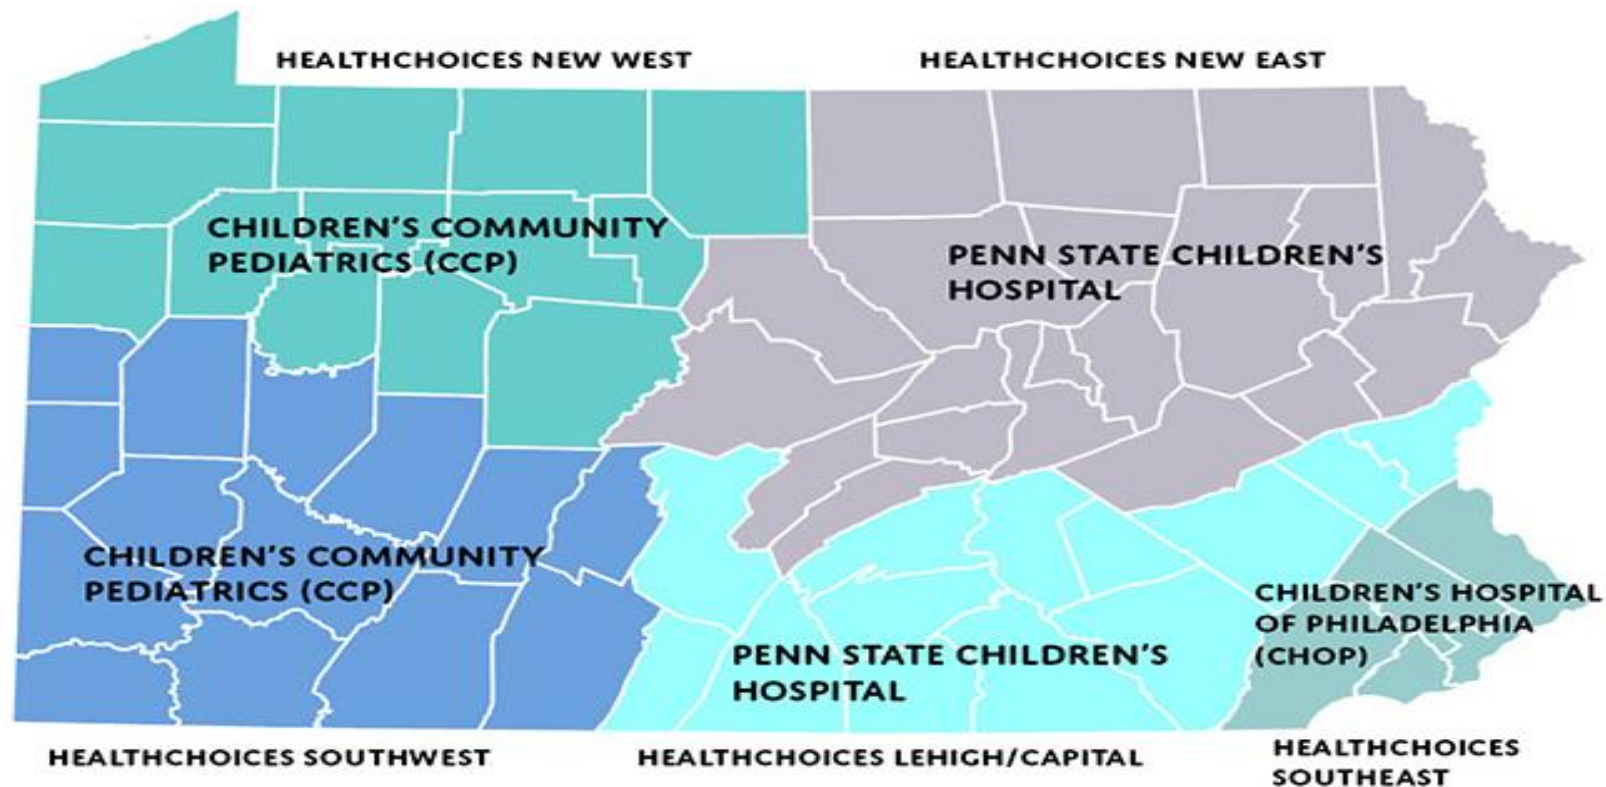 HEALTHCHOICES NEW WEST
HEALTHCHOICES NEW EAST
CHILDREN'S COMMUNITY
PEDIATRICS (CCP)
PENN STATE CHILDREN'S
HOSPITAL
CHILDREN'S COMMUNITY
PEDIATRICS (CCP)
PENN STATE CHILDREN'S
HOSPITAL
CHILDREN'S HOSPITAL
OF PHILADELPHIA
(CHOP)
HEALTHCHOICES SOUTHWEST
HEALTHCHOICES LEHIGH/CAPITAL
HEALTHCHOICES
SOUTHEAST